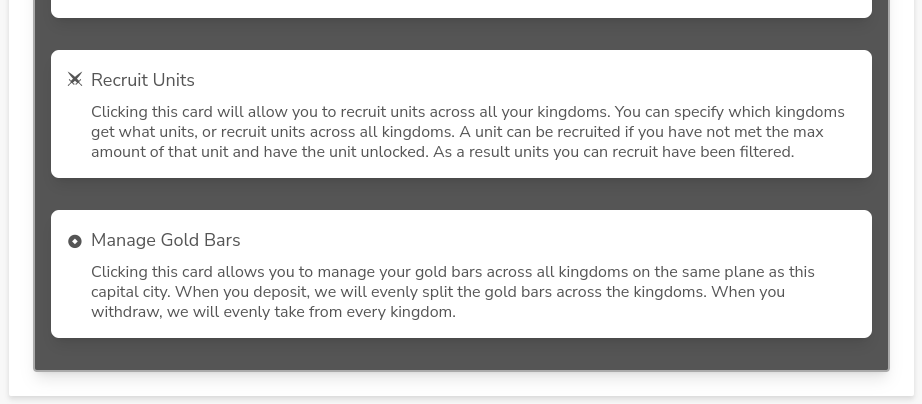 Recruit Units
Clicking this card will allow you to recruit units across all your kingdoms. You can specify which kingdoms
get what units, or recruit units across all kingdoms. A unit can be recruited if you have not met the max
amount of that unit and have the unit unlocked. As a result units you can recruit have been filtered.
Manage Gold Bars
Clicking this card allows you to manage your gold bars across all kingdoms on the same plane as this
capital city. When you deposit, we will evenly split the gold bars across the kingdoms. When you
withdraw, we will evenly take from every kingdom.